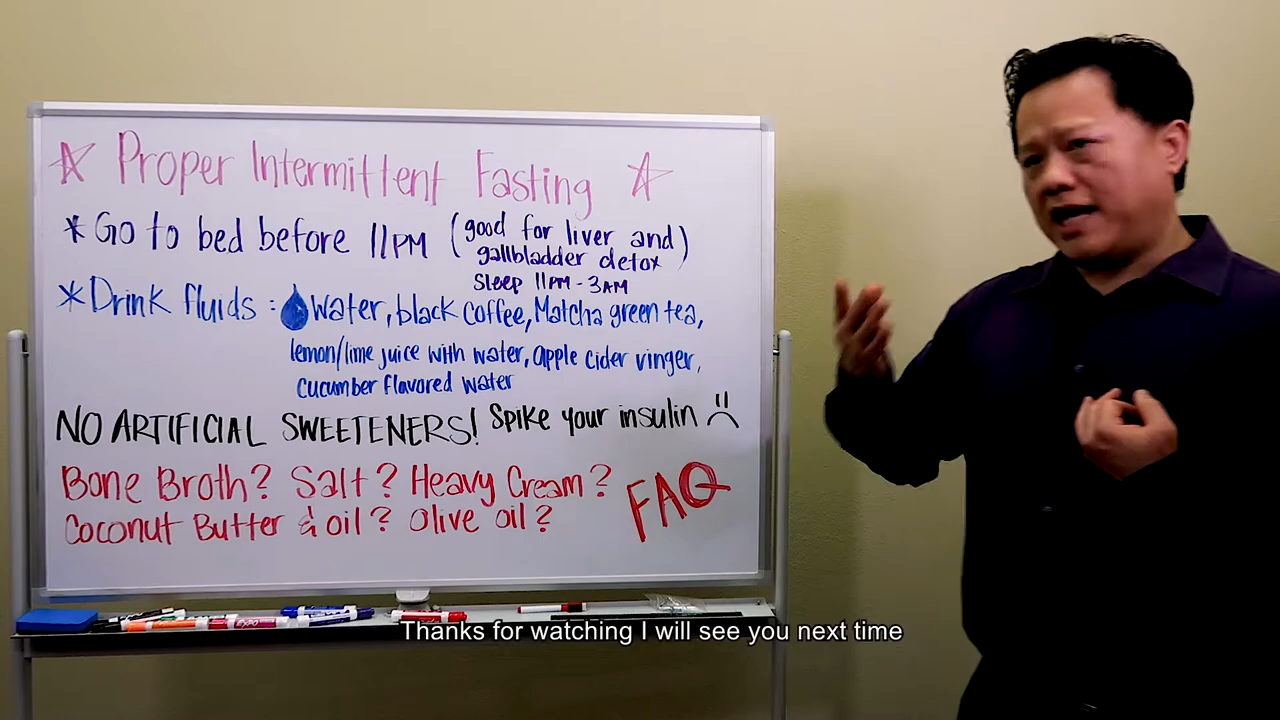 Proper Intermittent Fasting
*Go to bed before 11PM (good for liver and)
gallbladder detox
Sleep 11PM - 3AM
*Drink fluids : Water, black coffee, Matcha green tea,
lemon/lime juice with water, apple cider vinger,
cucumber flavored water
NO ARTIFICIAL SWEETENERS! Spike your insulin
Bone Broth? Salt? Heavy Cream?
Coconut Butter & oil? Olive oil?
FAQ
EXPO
Thanks for watching I will see you next time